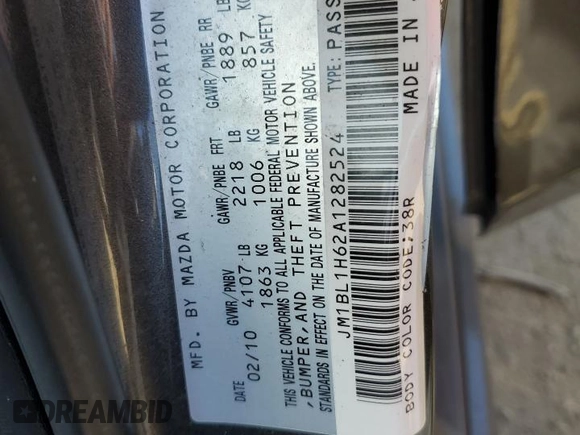 MFD. BY MAZDA MOTOR CORPORATION
DATE GVWR/PNBV GAWR/PNBE FRT GAWR/PNBE RR
02/10 4107 LB 2218 LB 1889 LB
1863 KG 1006 KG 857 KG
THIS VEHICLE CONFORMS TO ALL APPLICABLE FEDERAL MOTOR VEHICLE SAFETY
,BUMPER, AND THEFT PREVENTION
STANDARDS IN EFFECT ON THE DATE OF MANUFACTURE SHOWN ABOVE.
JM1BL1H62A1282524 TYPE: PASS
BODY COLOR CODE:38R MADE IN
DREAMBID